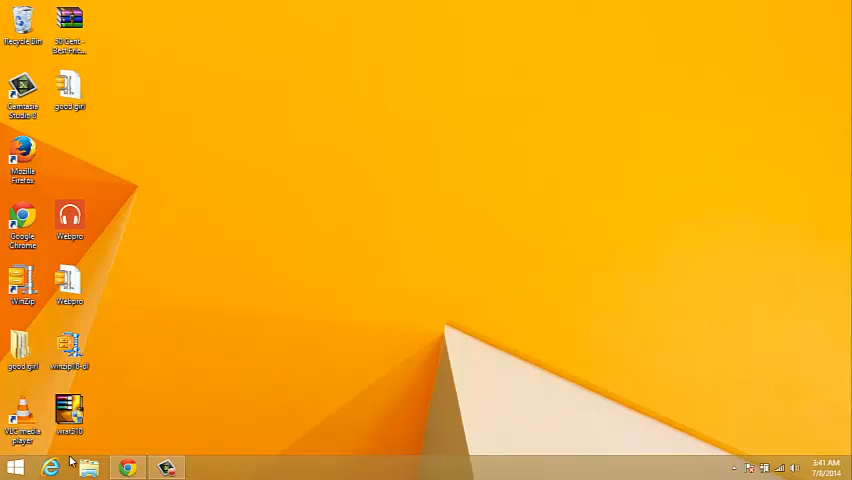 Recycle Bin
50 Cent -
Best Frie...
Camtasia
Studio 8
good girl
Mozilla
Firefox
Google
Chrome
Webpro
WinZip
Webpro
good girl
winzip18-dl
VLC media
player
wrar510
3:41 AM
7/8/2014